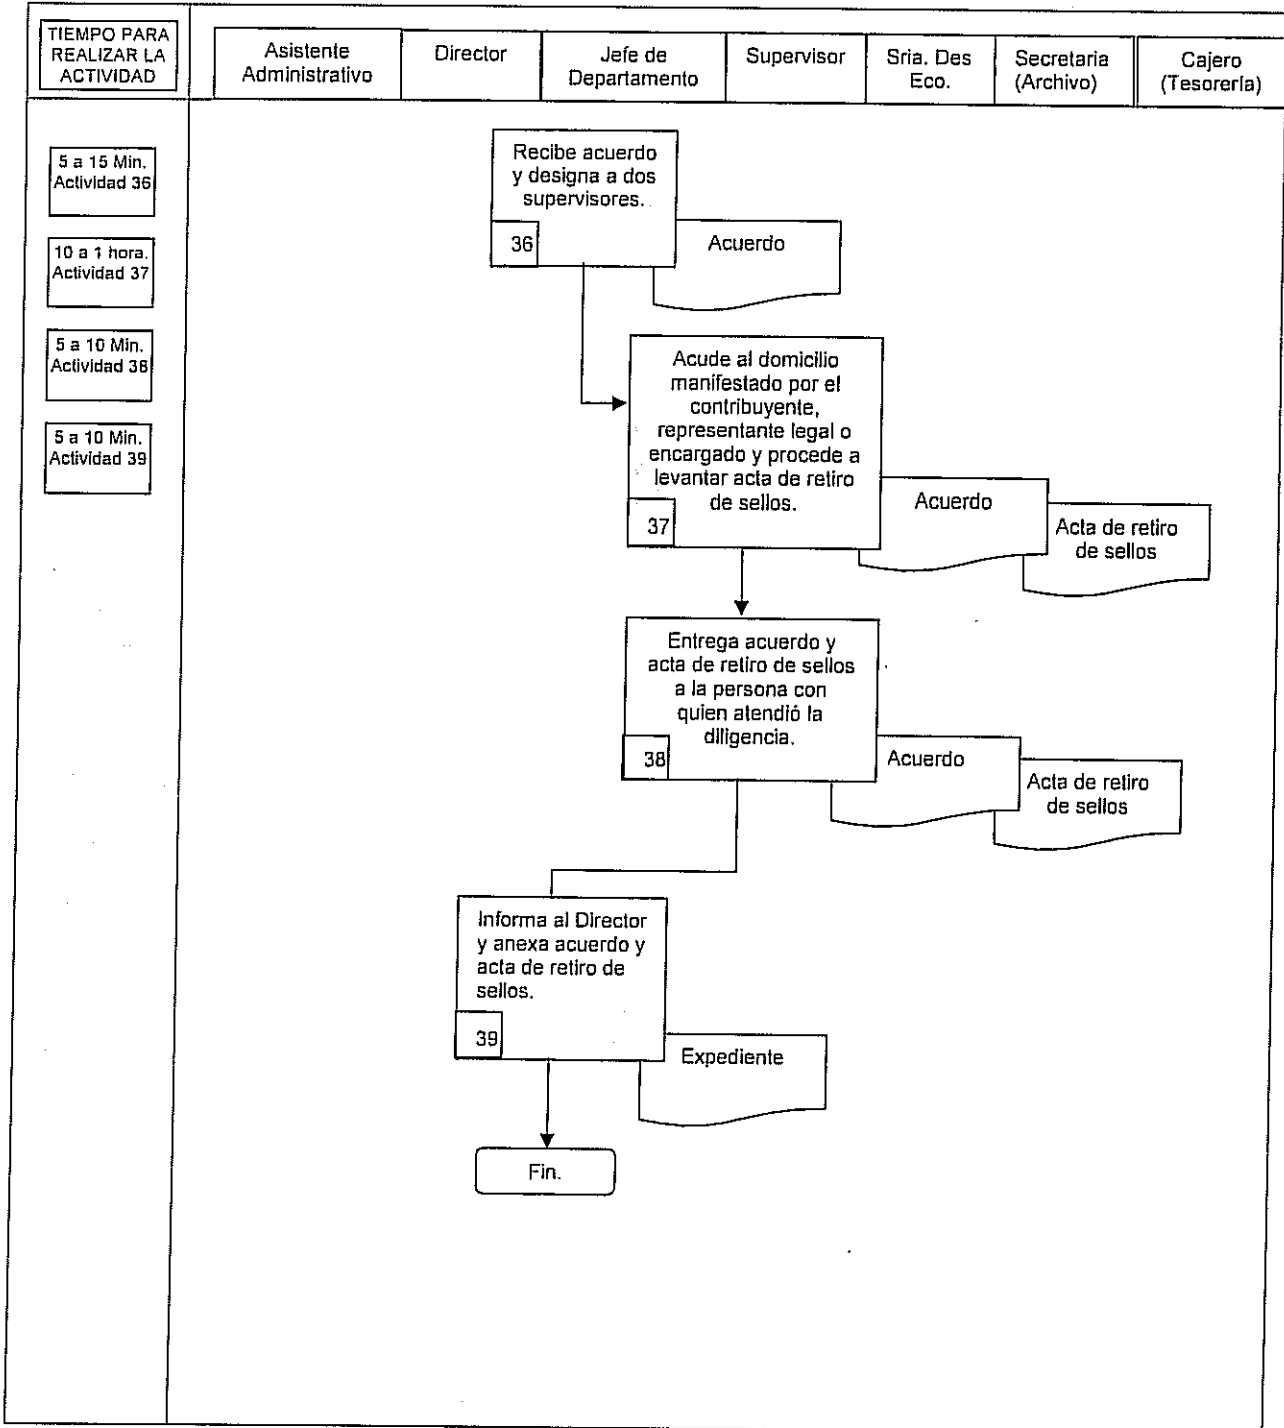 TIEMPO PARA
REALIZAR LA
ACTIVIDAD
Asistente
Administrativo
Director
Jefe de
Departamento
Supervisor
Sria. Des
Eco.
Secretaria
(Archivo)
Cajero
(Tesorería)
5 a 15 Min.
Actividad 36
10 a 1 hora.
Actividad 37
5 a 10 Min.
Actividad 38
5 a 10 Min.
Actividad 39
Recibe acuerdo
y designa a dos
supervisores.
36
Acuerdo
Acude al domicilio
manifestado por el
contribuyente,
representante legal o
encargado y procede a
levantar acta de retiro
de sellos.
37
Acuerdo
Acta de retiro
de sellos
Entrega acuerdo y
acta de retiro de sellos
a la persona con
quien atendió la
diligencia.
38
Acuerdo
Acta de retiro
de sellos
Informa al Director
y anexa acuerdo y
acta de retiro de
sellos.
39
Expediente
Fin.